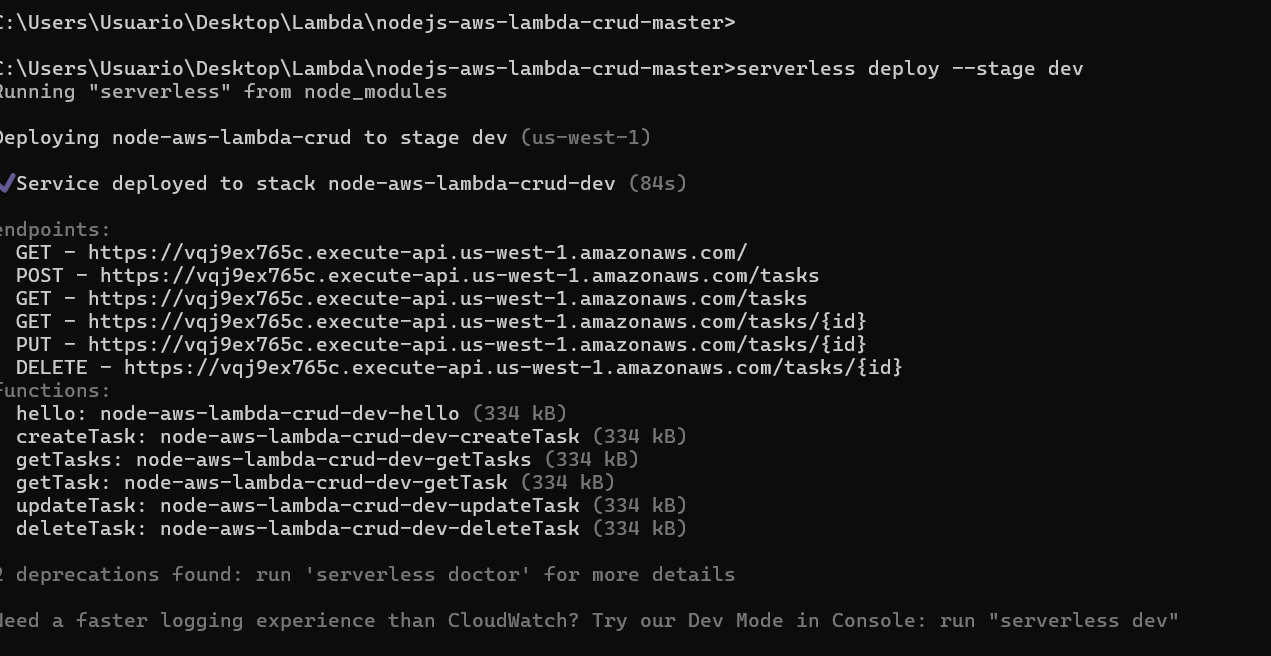 C:\Users\Usuario\Desktop\Lambda\nodejs-aws-lambda-crud-master>
C:\Users\Usuario\Desktop\Lambda\nodejs-aws-lambda-crud-master>serverless deploy --stage dev
Running "serverless" from node_modules
Deploying node-aws-lambda-crud to stage dev (us-west-1)
✔Service deployed to stack node-aws-lambda-crud-dev (84s)
endpoints:
GET - https://vqj9ex765c.execute-api.us-west-1.amazonaws.com/
POST - https://vqj9ex765c.execute-api.us-west-1.amazonaws.com/tasks
GET - https://vqj9ex765c.execute-api.us-west-1.amazonaws.com/tasks
GET - https://vqj9ex765c.execute-api.us-west-1.amazonaws.com/tasks/{id}
PUT - https://vqj9ex765c.execute-api.us-west-1.amazonaws.com/tasks/{id}
DELETE - https://vqj9ex765c.execute-api.us-west-1.amazonaws.com/tasks/{id}
functions:
hello: node-aws-lambda-crud-dev-hello (334 kB)
createTask: node-aws-lambda-crud-dev-createTask (334 kB)
getTasks: node-aws-lambda-crud-dev-getTasks (334 kB)
getTask: node-aws-lambda-crud-dev-getTask (334 kB)
updateTask: node-aws-lambda-crud-dev-updateTask (334 kB)
deleteTask: node-aws-lambda-crud-dev-deleteTask (334 kB)
2 deprecations found: run 'serverless doctor' for more details
Need a faster logging experience than CloudWatch? Try our Dev Mode in Console: run "serverless dev"